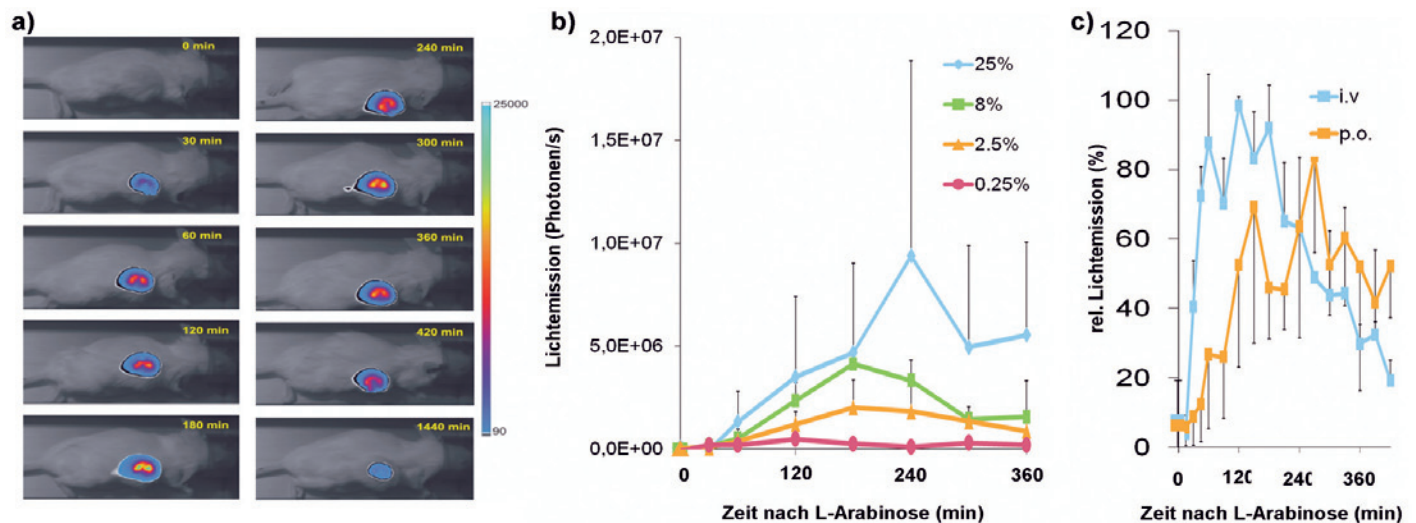 a)
0 min
240 min
30 min
300 min
60 min
360 min
120 min
420 min
180 min
1440 min
25000
90
b)
Lichtemission (Photonen/s)
2,0E+07
1,5E+07
1,0E+07
5,0E+06
0,0E+00
25%
8%
2.5%
0.25%
0
120
240
360
Zeit nach L-Arabinose (min)
c)
rel. Lichtemission (%)
120
100
80
60
40
20
0
i.v
p.o.
0
120
240
360
Zeit nach L-Arabinose (min)